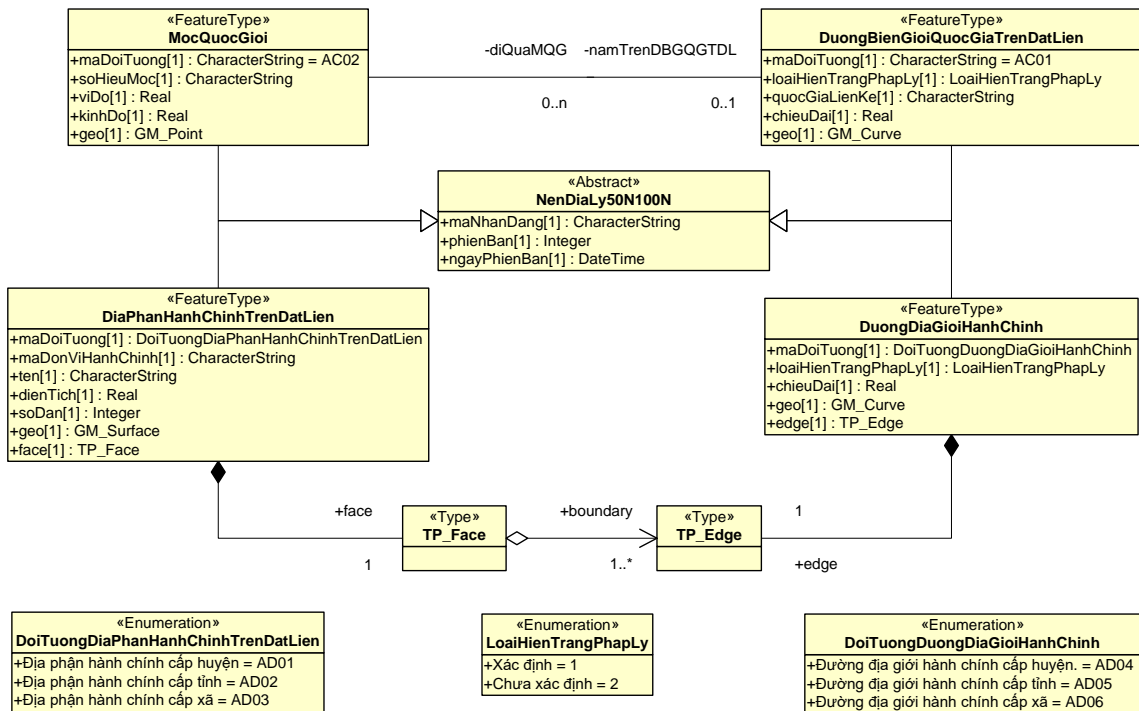 «FeatureType»
MocQuocGioi
+maDoiTuong[1] : CharacterString = AC02
+soHieuMoc[1] : CharacterString
+viDo[1] : Real
+kinhDo[1] : Real
+geo[1] : GM_Point
-diQuaMQG
-namTrenDBGQGTDL
0..n
0..1
«FeatureType»
DuongBienGioiQuocGiaTrenDatLien
+maDoiTuong[1] : CharacterString = AC01
+loaiHienTrangPhapLy[1] : LoaiHienTrangPhapLy
+quocGiaLienKe[1] : CharacterString
+chieuDai[1] : Real
+geo[1] : GM_Curve
«Abstract»
NenDiaLy50N100N
+maNhanDang[1] : CharacterString
+phienBan[1] : Integer
+ngayPhienBan[1] : DateTime
«FeatureType»
DiaPhanHanhChinhTrenDatLien
+maDoiTuong[1] : DoiTuongDiaPhanHanhChinhTrenDatLien
+maDonViHanhChinh[1] : CharacterString
+ten[1] : CharacterString
+dienTich[1] : Real
+soDan[1] : Integer
+geo[1] : GM_Surface
+face[1] : TP_Face
«FeatureType»
DuongDiaGioiHanhChinh
+maDoiTuong[1] : DoiTuongDuongDiaGioiHanhChinh
+loaiHienTrangPhapLy[1] : LoaiHienTrangPhapLy
+chieuDai[1] : Real
+geo[1] : GM_Curve
+edge[1] : TP_Edge
+face
1
«Type»
TP_Face
+boundary
1..*
«Type»
TP_Edge
1
+edge
«Enumeration»
DoiTuongDiaPhanHanhChinhTrenDatLien
+Địa phận hành chính cấp huyện = AD01
+Địa phận hành chính cấp tỉnh = AD02
+Địa phận hành chính cấp xã = AD03
«Enumeration»
LoaiHienTrangPhapLy
+Xác định = 1
+Chưa xác định = 2
«Enumeration»
DoiTuongDuongDiaGioiHanhChinh
+Đường địa giới hành chính cấp huyện. = AD04
+Đường địa giới hành chính cấp tỉnh = AD05
+Đường địa giới hành chính cấp xã = AD06